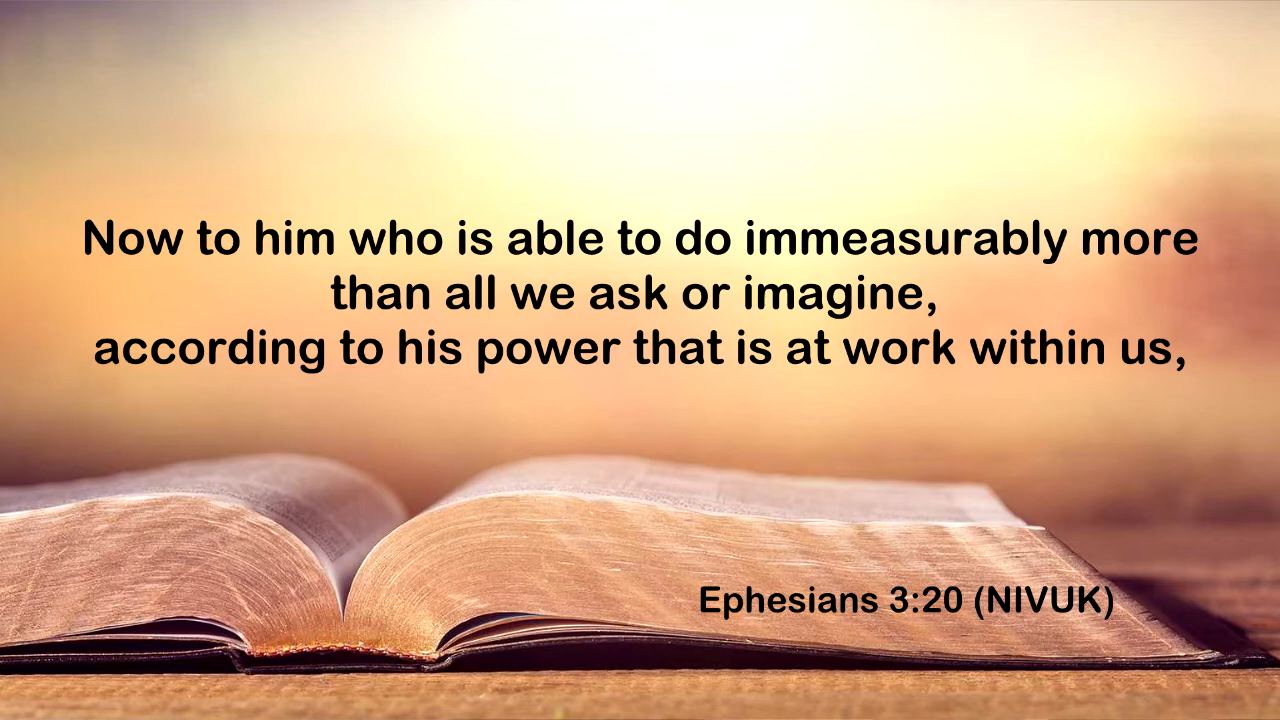 Now to him who is able to do immeasurably more
than all we ask or imagine,
according to his power that is at work within us,
Ephesians 3:20 (NIVUK)